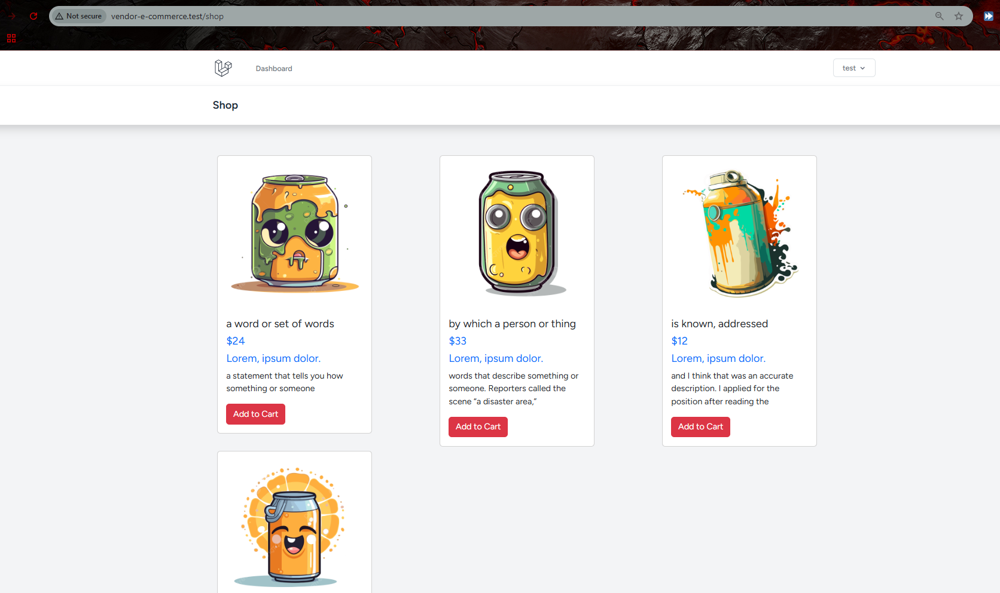 Not secure
vendor-e-commerce.test/shop
Dashboard
test
Shop
a word or set of words
$24
Lorem, ipsum dolor.
a statement that tells you how
something or someone
Add to Cart
by which a person or thing
$33
Lorem, ipsum dolor.
words that describe something or
someone. Reporters called the
scene “a disaster area,”
Add to Cart
is known, addressed
$12
Lorem, ipsum dolor.
and I think that was an accurate
description. I applied for the
position after reading the
Add to Cart